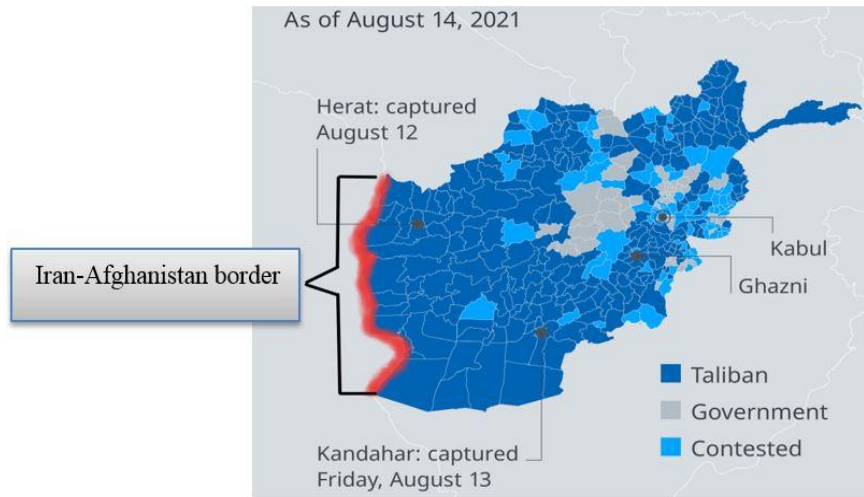 As of August 14, 2021
Herat: captured
August 12
Iran-Afghanistan border
Kabul
Ghazni
Taliban
Government
Contested
Kandahar: captured
Friday, August 13